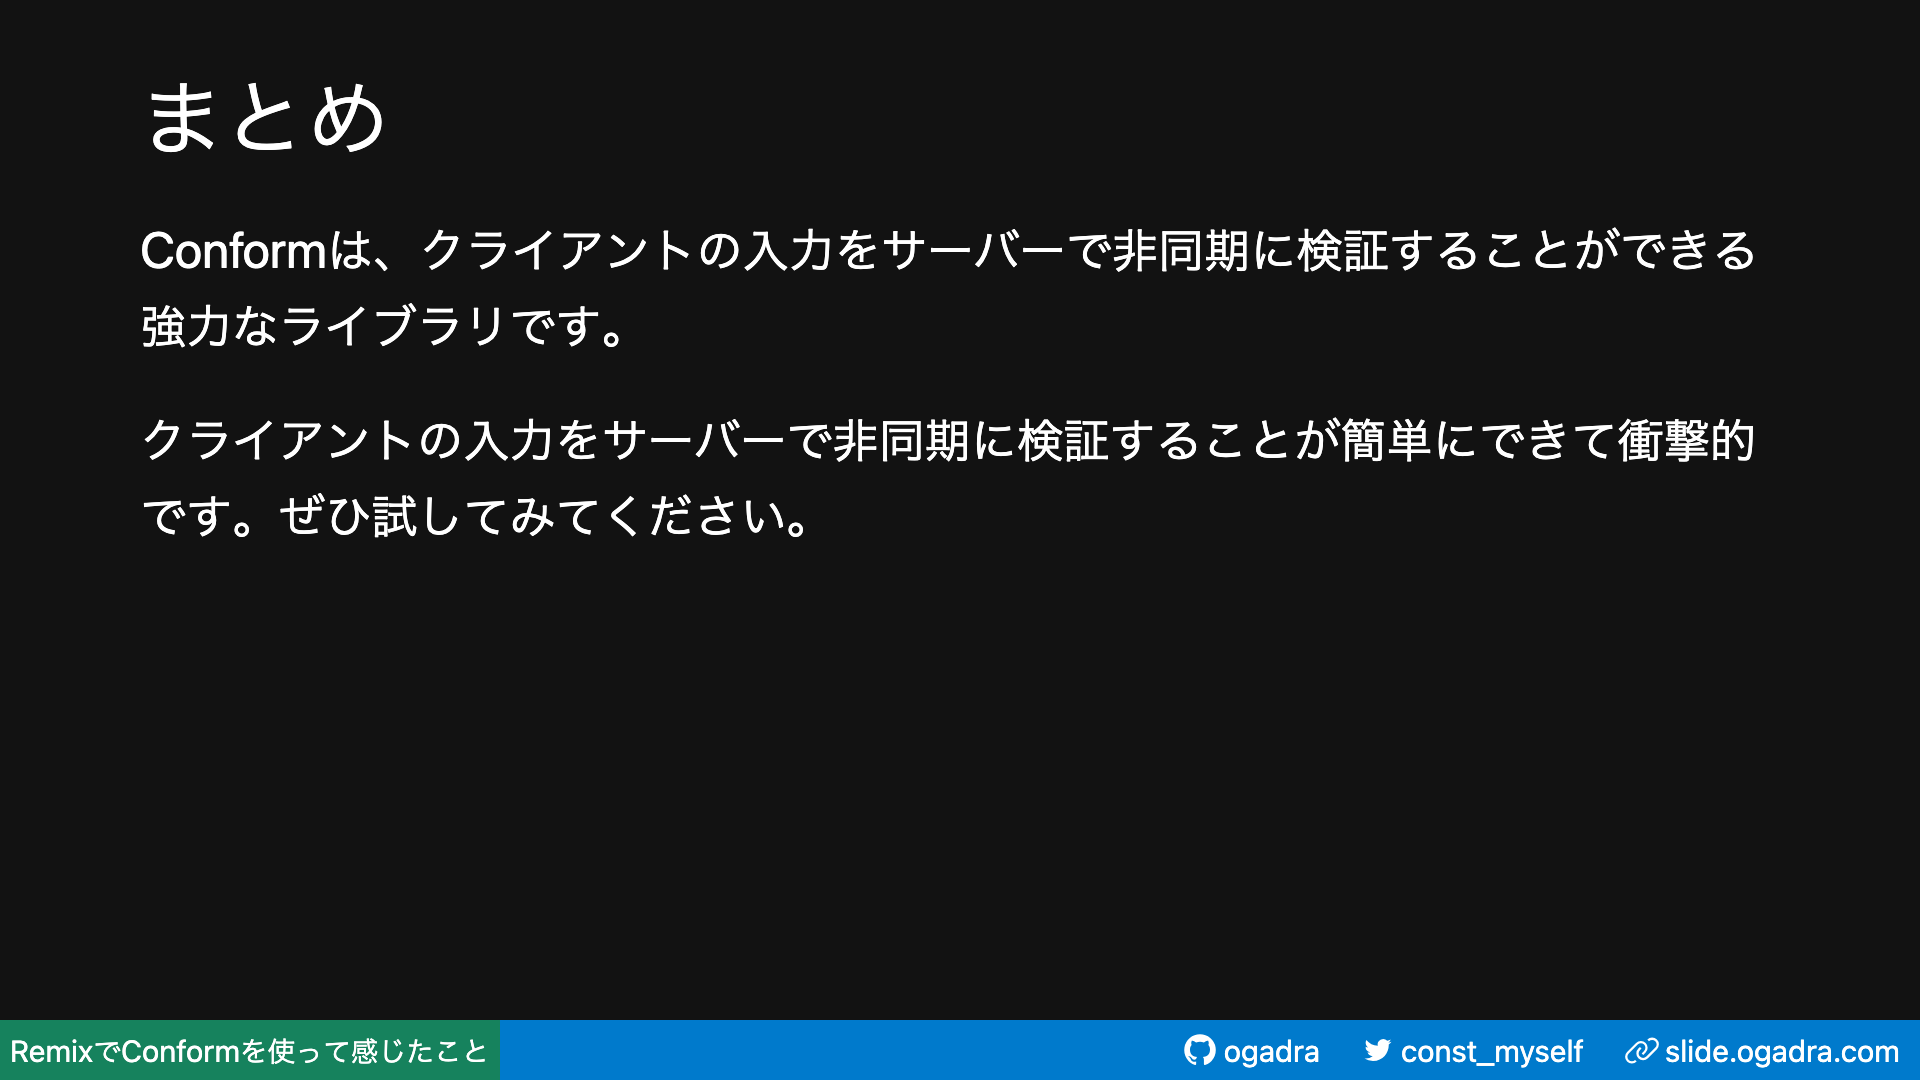 まとめ
Conformは、クライアントの入力をサーバーで非同期に検証することができる
強力なライブラリです。
クライアントの入力をサーバーで非同期に検証することが簡単にできて衝撃的
です。ぜひ試してみてください。
RemixでConformを使って感じたこと
ogadra
const_myself
slide.ogadra.com